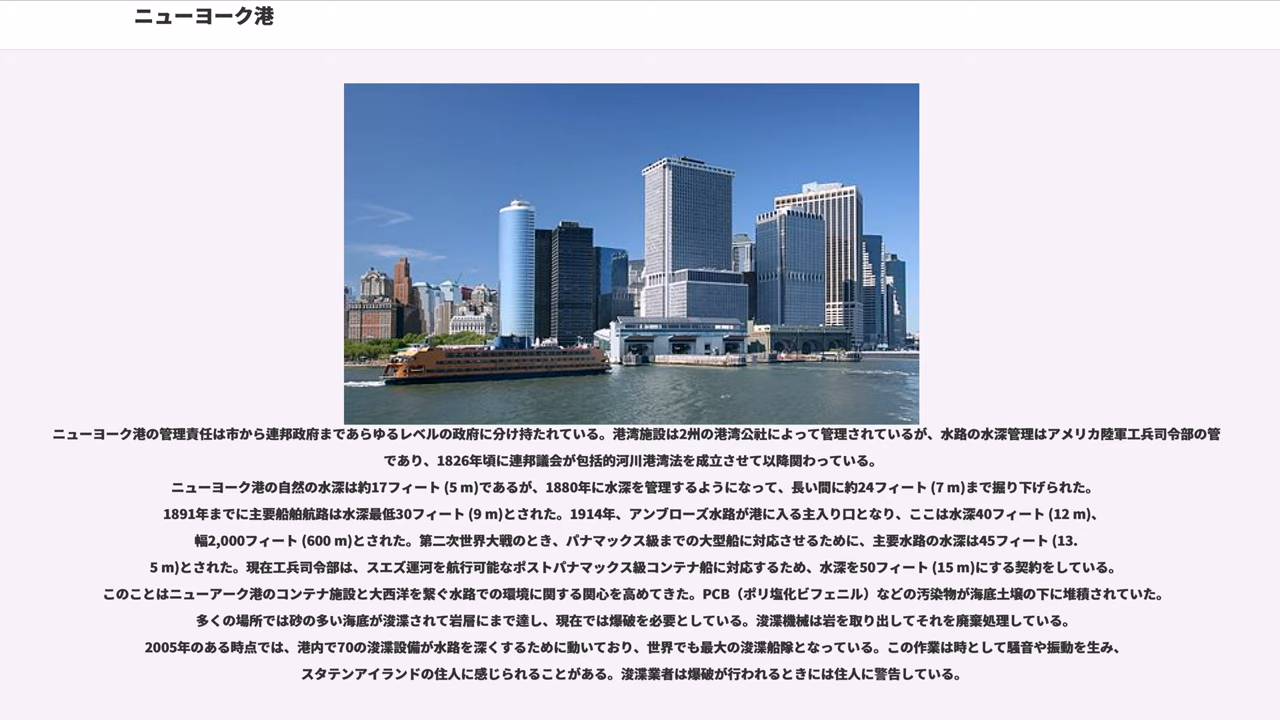 ニューヨーク港
ニューヨーク港の管理責任は市から連邦政府まであらゆるレベルの政府に分け持たれている。港湾施設は2州の港湾公社によって管理されているが、水路の水深管理はアメリカ陸軍工兵司令部の管
であり、1826年頃に連邦議会が包括的河川港湾法を成立させて以降関わっている。
ニューヨーク港の自然の水深は約17フィート (5 m)であるが、1880年に水深を管理するようになって、長い間に約24フィート (7 m)まで掘り下げられた。
1891年までに主要船舶航路は水深最低30フィート (9 m)とされた。1914年、アンブローズ水路が港に入る主入り口となり、ここは水深40フィート (12 m)、
幅2,000フィート (600 m)とされた。第二次世界大戦のとき、パナマックス級までの大型船に対応させるために、主要水路の水深は45フィート (13.
5 m)とされた。現在工兵司令部は、スエズ運河を航行可能なポストパナマックス級コンテナ船に対応するため、水深を50フィート (15 m)にする契約をしている。
このことはニューアーク港のコンテナ施設と大西洋を繋ぐ水路での環境に関する関心を高めてきた。PCB（ポリ塩化ビフェニル）などの汚染物が海底土壌の下に堆積されていた。
多くの場所では砂の多い海底が浚渫されて岩層にまで達し、現在では爆破を必要としている。浚渫機械は岩を取り出してそれを廃棄処理している。
2005年のある時点では、港内で70の浚渫設備が水路を深くするために動いており、世界でも最大の浚渫船隊となっている。この作業は時として騒音や振動を生み、
スタテンアイランドの住人に感じられることがある。浚渫業者は爆破が行われるときには住人に警告している。